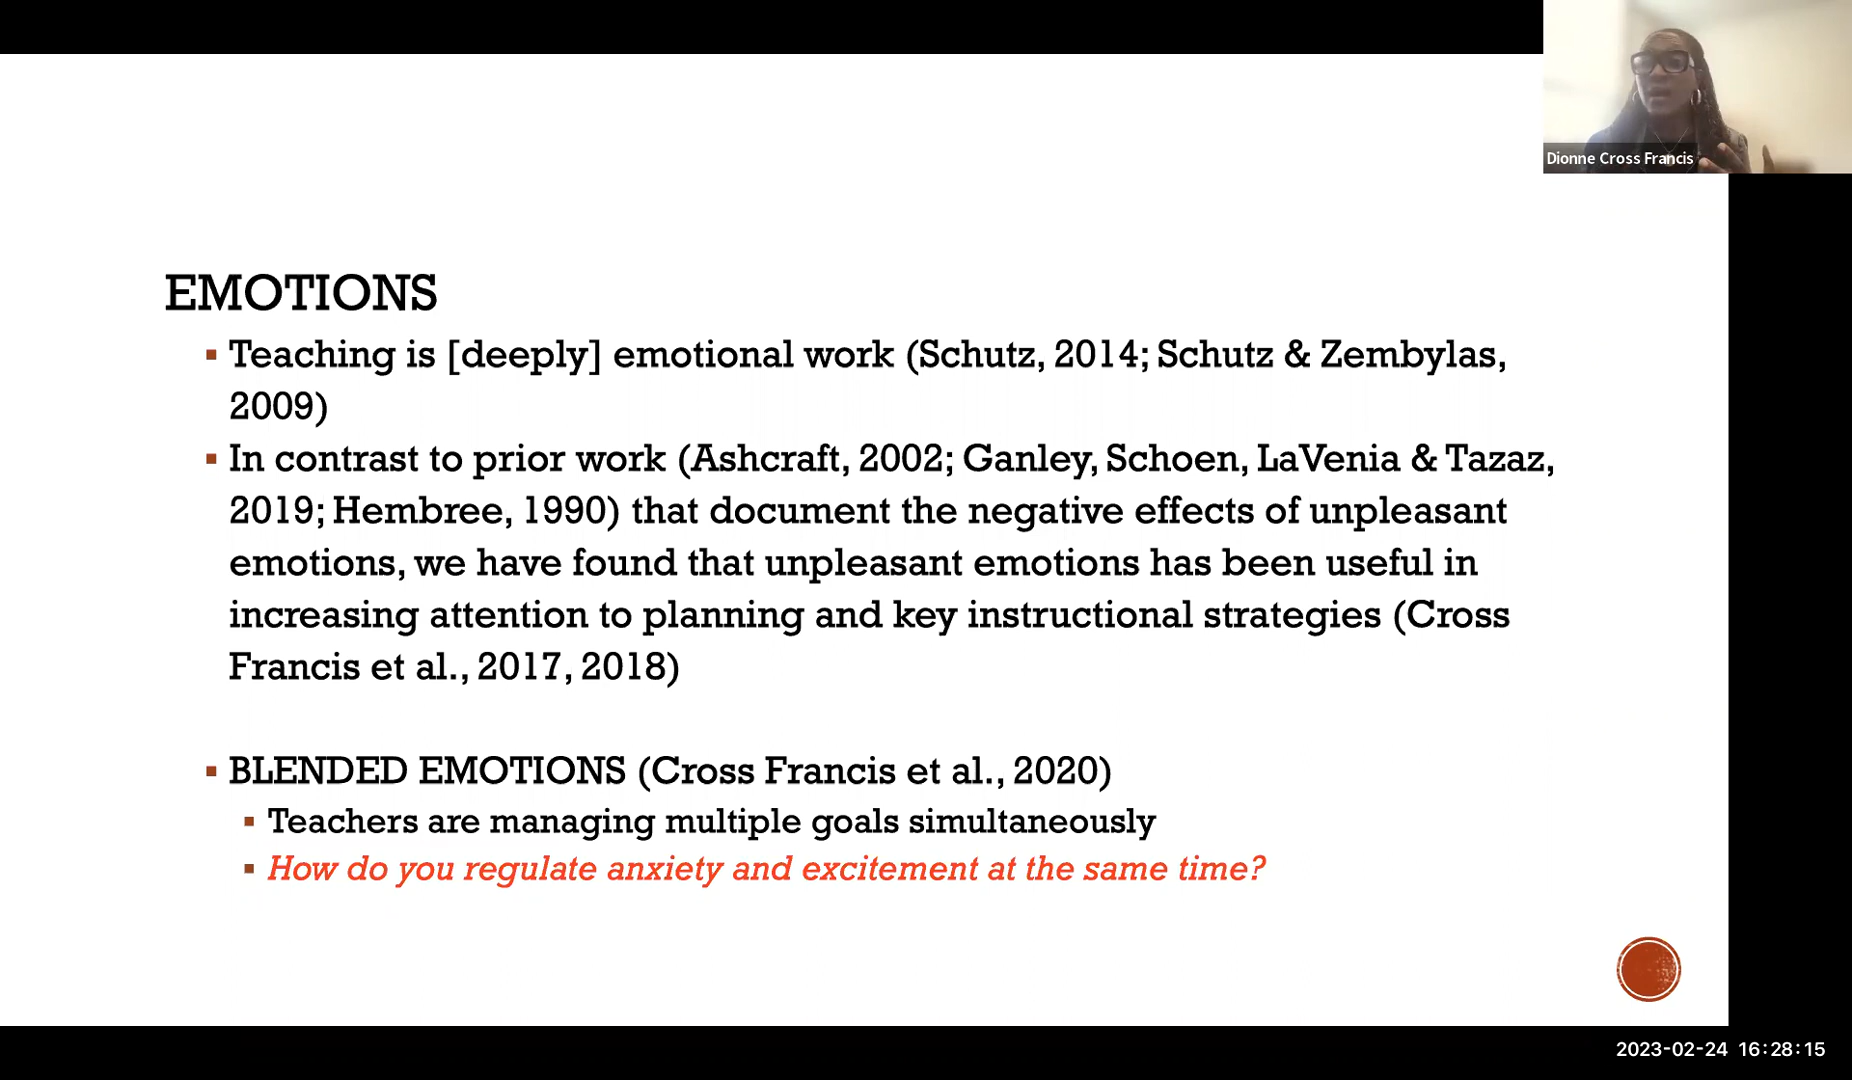 Dionne Cross Francis
EMOTIONS
Teaching is [deeply] emotional work (Schutz, 2014; Schutz & Zembylas,
2009)
In contrast to prior work (Ashcraft, 2002; Ganley, Schoen, LaVenia & Tazaz,
2019; Hembree, 1990) that document the negative effects of unpleasant
emotions, we have found that unpleasant emotions has been useful in
increasing attention to planning and key instructional strategies (Cross
Francis et al., 2017, 2018)
BLENDED EMOTIONS (Cross Francis et al., 2020)
Teachers are managing multiple goals simultaneously
How do you regulate anxiety and excitement at the same time?
2023-02-24 16:28:15